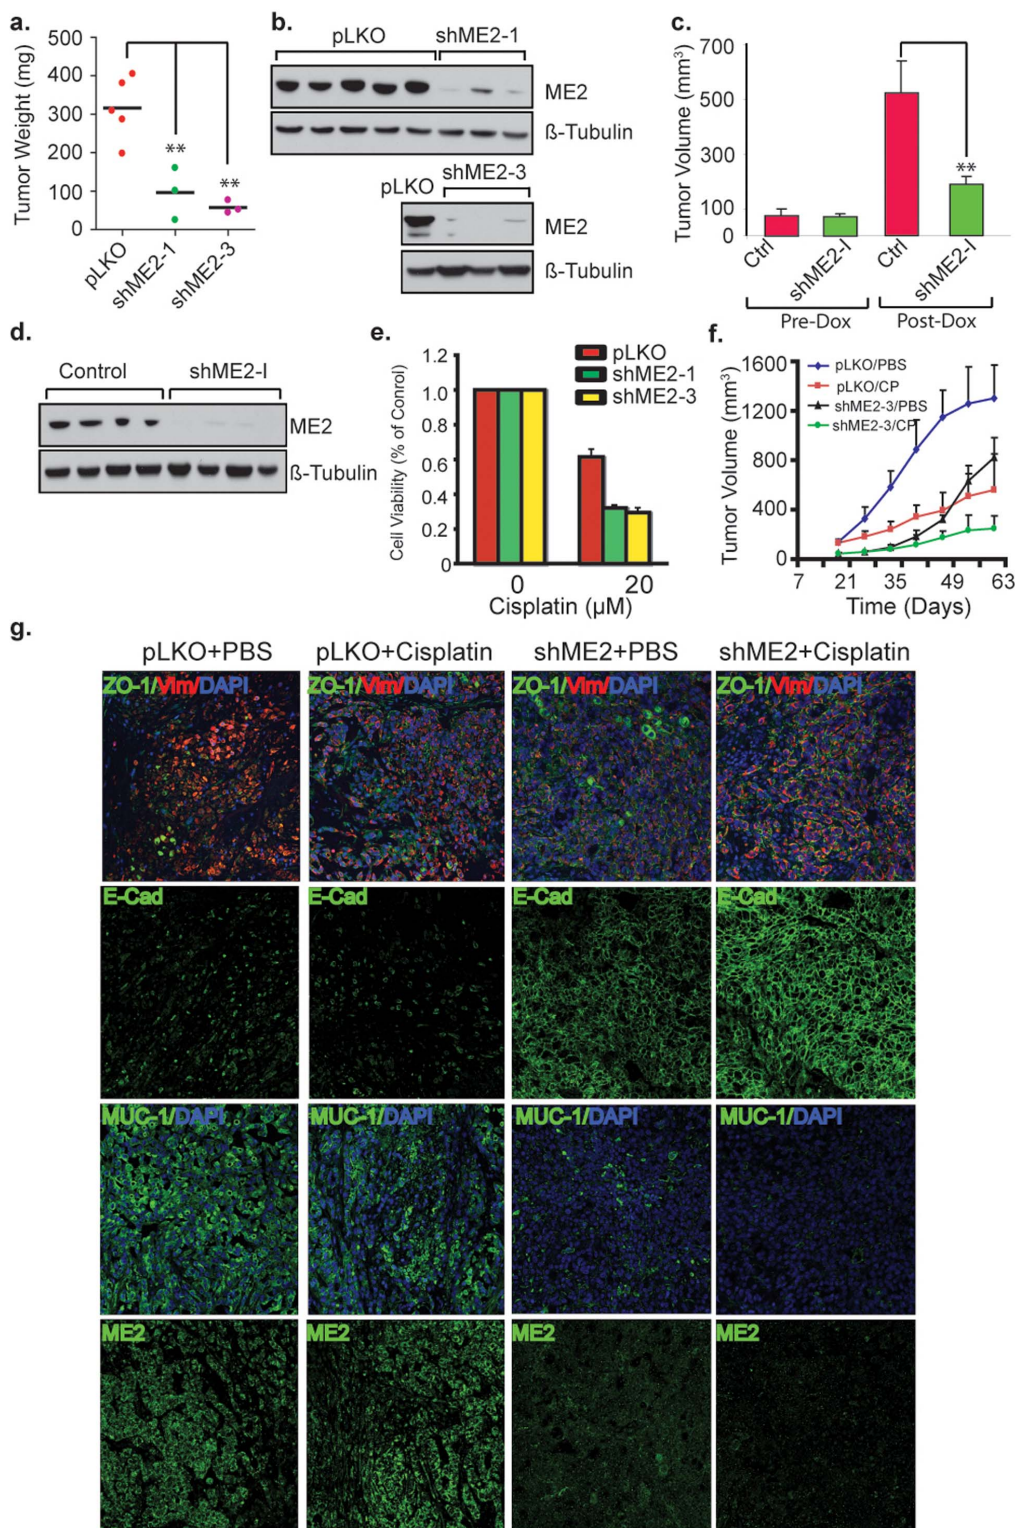 a.
Tumor Weight (mg)
500
400
300
200
100
0
**
**
pLKO
shME2-1
shME2-3
b.
pLKO
shME2-1
ME2
ß-Tubulin
pLKO
shME2-3
ME2
ß-Tubulin
c.
Tumor Volume (mm³)
700
500
300
100
0
**
Ctrl
shME2-I
Ctrl
shME2-I
Pre-Dox
Post-Dox
d.
Control
shME2-I
ME2
ß-Tubulin
e.
Cell Viability (% of Control)
1.2
1.0
0.8
0.6
0.4
0.2
0
pLKO
shME2-1
shME2-3
0
20
Cisplatin (µM)
f.
Tumor Volume (mm³)
1600
1200
800
400
0
pLKO/PBS
pLKO/CP
shME2-3/PBS
shME2-3/CP
7 21 35 49 63
Time (Days)
g.
pLKO+PBS
pLKO+Cisplatin
shME2+PBS
shME2+Cisplatin
ZO-1/Vim/DAPI
ZO-1/Vim/DAPI
ZO-1/Vim/DAPI
ZO-1/Vim/DAPI
E-Cad
E-Cad
E-Cad
E-Cad
MUC-1/DAPI
MUC-1/DAPI
MUC-1/DAPI
MUC-1/DAPI
ME2
ME2
ME2
ME2